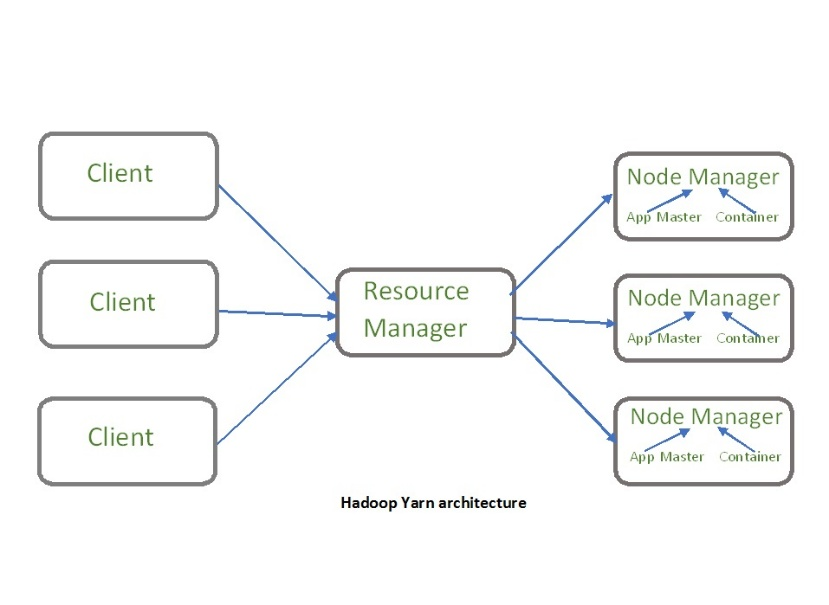 Client
Client
Client
Resource
Manager
Node Manager
App Master Container
Node Manager
App Master Container
Node Manager
App Master Container
Hadoop Yarn architecture